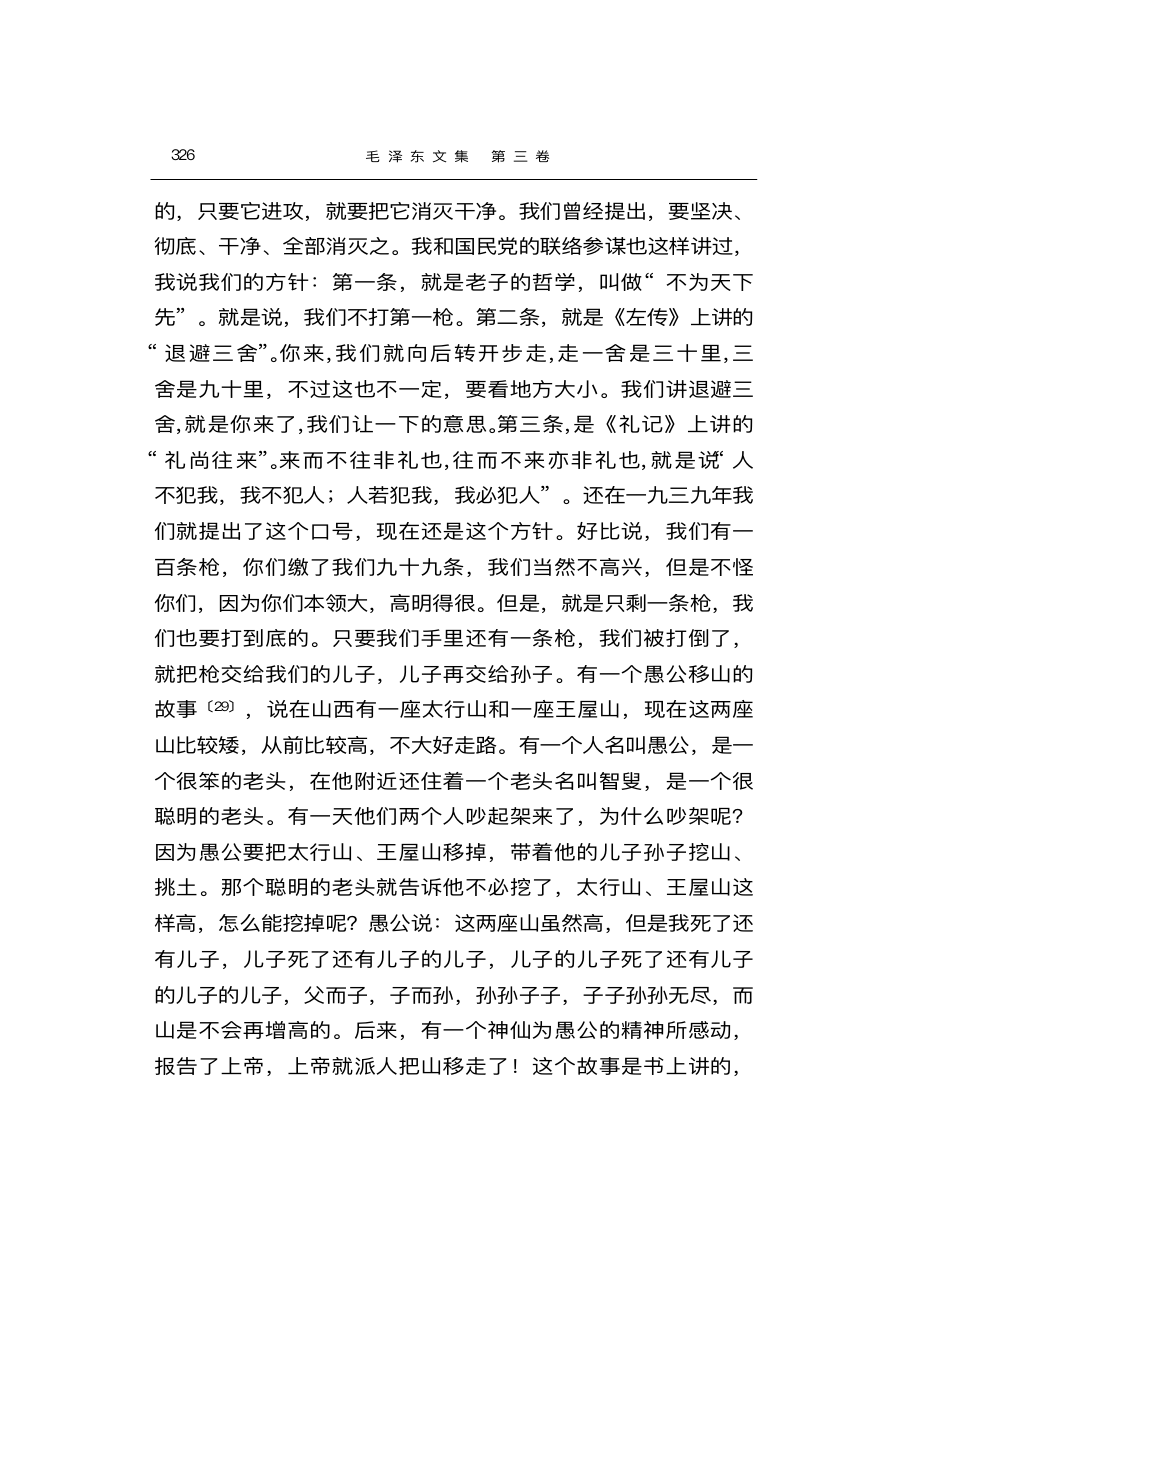 326 毛泽东文集 第三卷
的，只要它进攻，就要把它消灭干净。我们曾经提出，要坚决、
彻底、干净、全部消灭之。我和国民党的联络参谋也这样讲过，
我说我们的方针：第一条，就是老子的哲学，叫做“不为天下
先”。就是说，我们不打第一枪。第二条，就是《左传》上讲的
“退避三舍”。你来，我们就向后转开步走，走一舍是三十里，三
舍是九十里，不过这也不一定，要看地方大小。我们讲退避三
舍，就是你来了，我们让一下的意思。第三条，是《礼记》上讲的
“礼尚往来”。来而不往非礼也，往而不来亦非礼也，就是说“人
不犯我，我不犯人；人若犯我，我必犯人”。还在一九三九年我
们就提出了这个口号，现在还是这个方针。好比说，我们有一
百条枪，你们缴了我们九十九条，我们当然不高兴，但是不怪
你们，因为你们本领大，高明得很。但是，就是只剩一条枪，我
们也要打到底的。只要我们手里还有一条枪，我们被打倒了，
就把枪交给我们的儿子，儿子再交给孙子。有一个愚公移山的
故事〔29〕，说在山西有一座太行山和一座王屋山，现在这两座
山比较矮，从前比较高，不大好走路。有一个人名叫愚公，是一
个很笨的老头，在他附近还住着一个老头名叫智叟，是一个很
聪明的老头。有一天他们两个人吵起架来了，为什么吵架呢？
因为愚公要把太行山、王屋山移掉，带着他的儿子孙子挖山、
挑土。那个聪明的老头就告诉他不必挖了，太行山、王屋山这
样高，怎么能挖掉呢？愚公说：这两座山虽然高，但是我死了还
有儿子，儿子死了还有儿子的儿子，儿子的儿子死了还有儿子
的儿子的儿子，父而子，子而孙，孙孙子子，子子孙孙无尽，而
山是不会再增高的。后来，有一个神仙为愚公的精神所感动，
报告了上帝，上帝就派人把山移走了！这个故事是书上讲的，